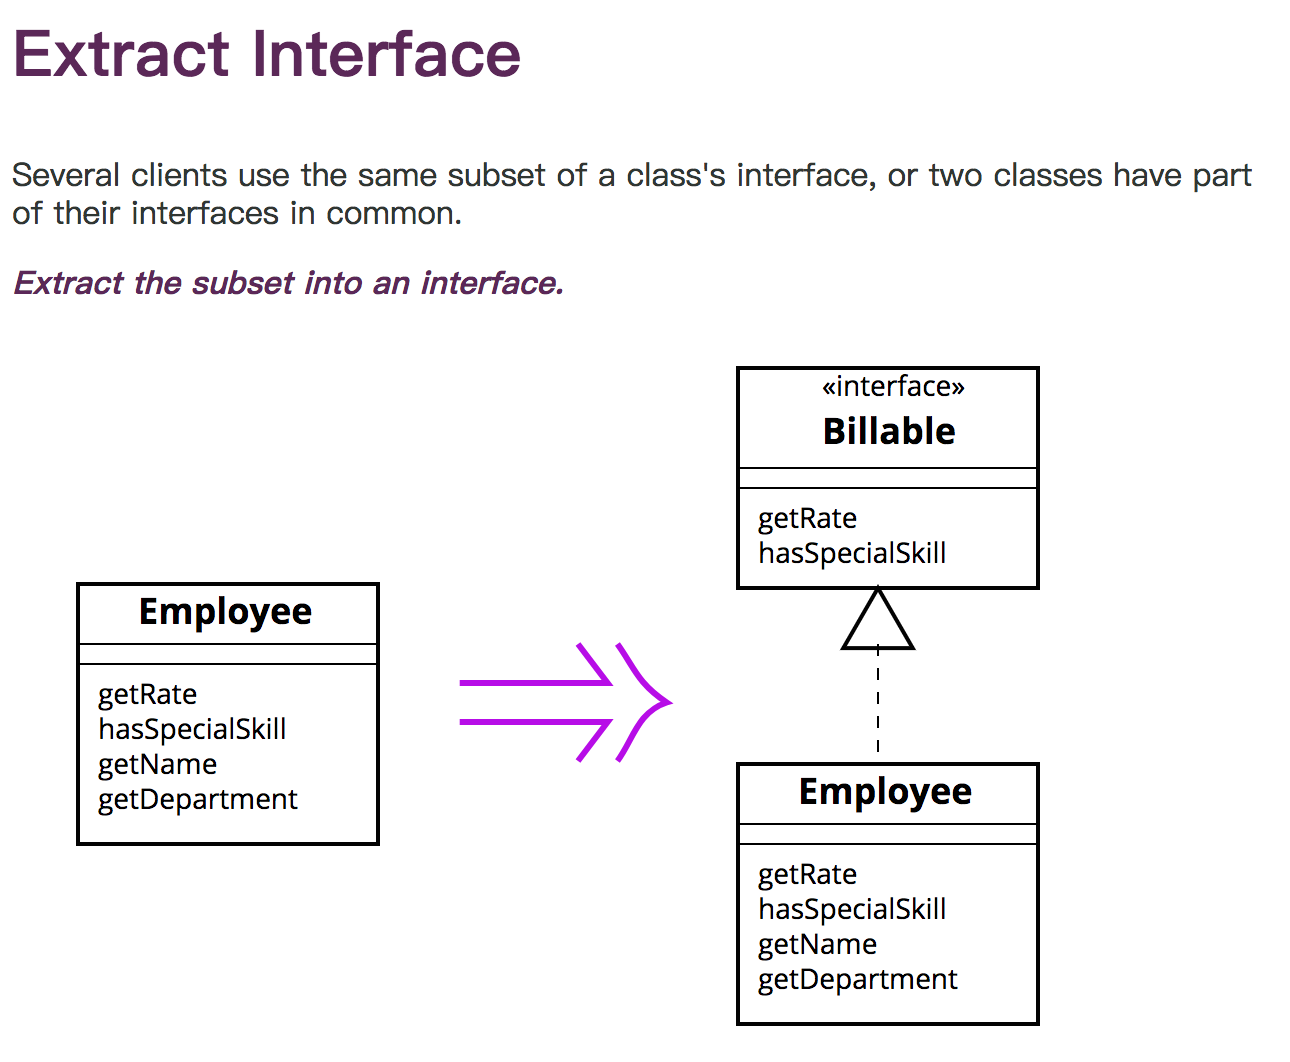 Extract Interface
Several clients use the same subset of a class's interface, or two classes have part
of their interfaces in common.
Extract the subset into an interface.
Employee
getRate
hasSpecialSkill
getName
getDepartment
«interface»
Billable
getRate
hasSpecialSkill
Employee
getRate
hasSpecialSkill
getName
getDepartment